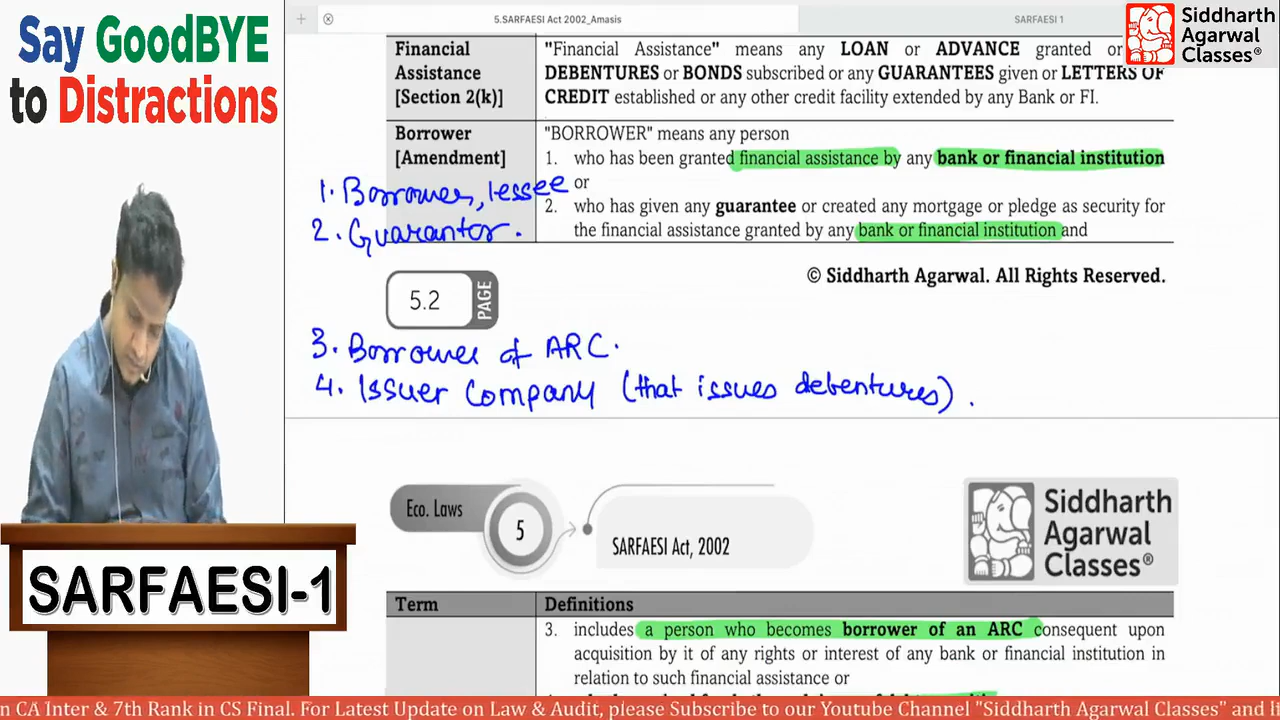 Say GoodBYE
to Distractions
5.SARFAESI Act 2002_Amasis
SARFAESI 1
Siddharth
Agarwal
Classes®
Financial
Assistance
[Section 2(k)]
"Financial Assistance" means any LOAN or ADVANCE granted or
DEBENTURES or BONDS subscribed or any GUARANTEES given or LETTERS OF
CREDIT established or any other credit facility extended by any Bank or FI.
Borrower
[Amendment]
"BORROWER" means any person
1. who has been granted financial assistance by any bank or financial institution
or
2. who has given any guarantee or created any mortgage or pledge as security for
the financial assistance granted by any bank or financial institution and
1. Borrower, lessee
2. Guarantor.
© Siddharth Agarwal. All Rights Reserved.
5.2
PAGE
3. Borrower of ARC.
4. Issuer Company (that issues debentures).
Eco. Laws
5
SARFAESI Act, 2002
Siddharth
Agarwal
Classes®
Term
Definitions
3. includes a person who becomes borrower of an ARC consequent upon
acquisition by it of any rights or interest of any bank or financial institution in
relation to such financial assistance or
SARFAESI-1
n CA Inter & 7th Rank in CS Final. For Latest Update on Law & Audit, please Subscribe to our Youtube Channel "Siddharth Agarwal Classes" and